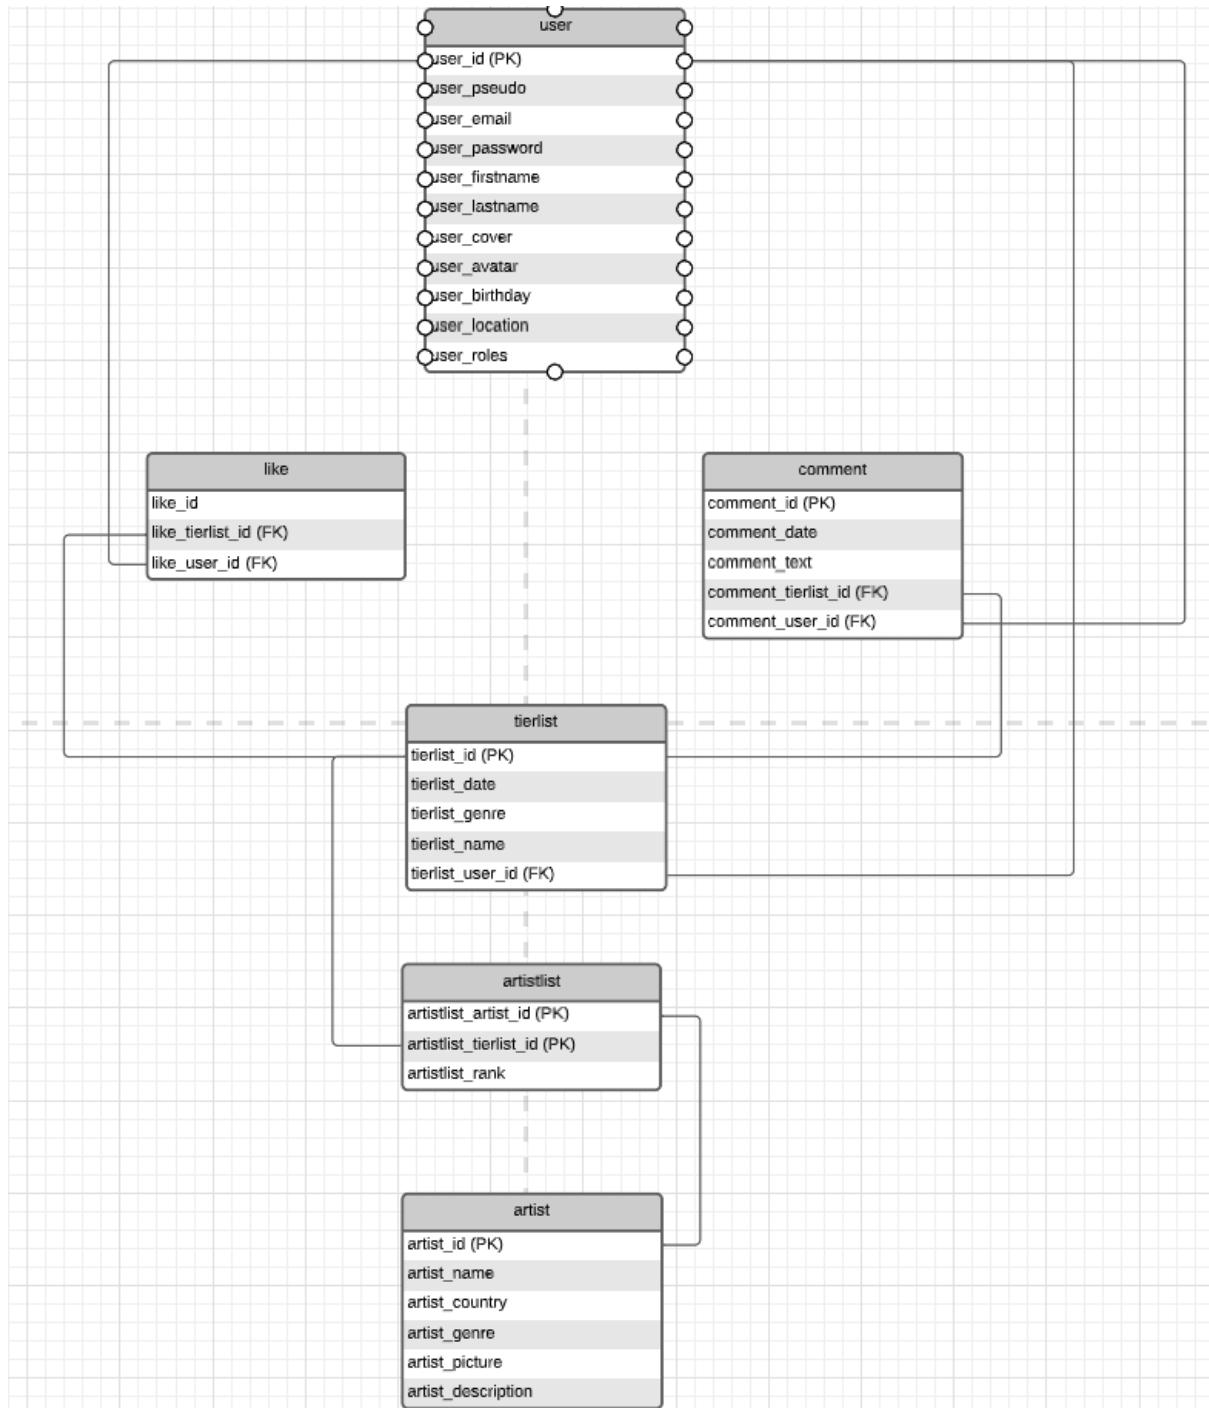 user
user_id (PK)
user_pseudo
user_email
user_password
user_firstname
user_lastname
user_cover
user_avatar
user_birthday
user_location
user_roles
like
like_id
like_tierlist_id (FK)
like_user_id (FK)
comment
comment_id (PK)
comment_date
comment_text
comment_tierlist_id (FK)
comment_user_id (FK)
tierlist
tierlist_id (PK)
tierlist_date
tierlist_genre
tierlist_name
tierlist_user_id (FK)
artistlist
artistlist_artist_id (PK)
artistlist_tierlist_id (PK)
artistlist_rank
artist
artist_id (PK)
artist_name
artist_country
artist_genre
artist_picture
artist_description